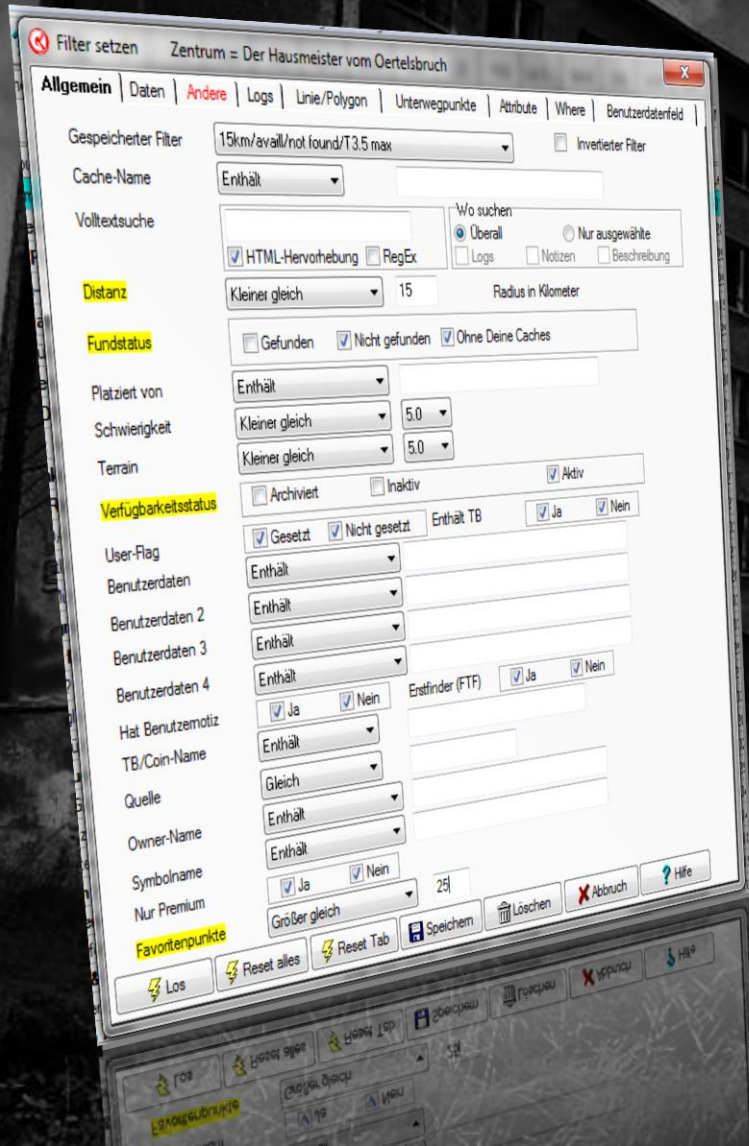 Filter setzen Zentrum = Der Hausmeister vom Oertelsbruch X
Allgemein Daten Andere Logs Linie/Polygon Unterwegpunkte Attribute Where Benutzerdatenfeld
Gespeicherter Filter 15km/availl/not found/T3.5 max Invertierter Filter
Cache-Name Enthält
Volltextsuche Wo suchen
Überall Nur ausgewählte
HTML-Hervorhebung RegEx Logs Notizen Beschreibung
Distanz Kleiner gleich 15 Radius in Kilometer
Fundstatus Gefunden Nicht gefunden Ohne Deine Caches
Platziert von Enthält
Schwierigkeit Kleiner gleich 5.0
Terrain Kleiner gleich 5.0
Verfügbarkeitsstatus Archiviert Inaktiv Aktiv
User-Flag Gesetzt Nicht gesetzt Enthält TB Ja Nein
Benutzerdaten Enthält
Benutzerdaten 2 Enthält
Benutzerdaten 3 Enthält
Benutzerdaten 4 Enthält
Hat Benutzernotiz Ja Nein Erstfinder (FTF) Ja Nein
TB/Coin-Name Enthält
Quelle Gleich
Owner-Name Enthält
Symbolname Enthält
Nur Premium Ja Nein
Favoritenpunkte Größer gleich 25
Los Reset alles Reset Tab Speichern Löschen Abbruch ? Hilfe